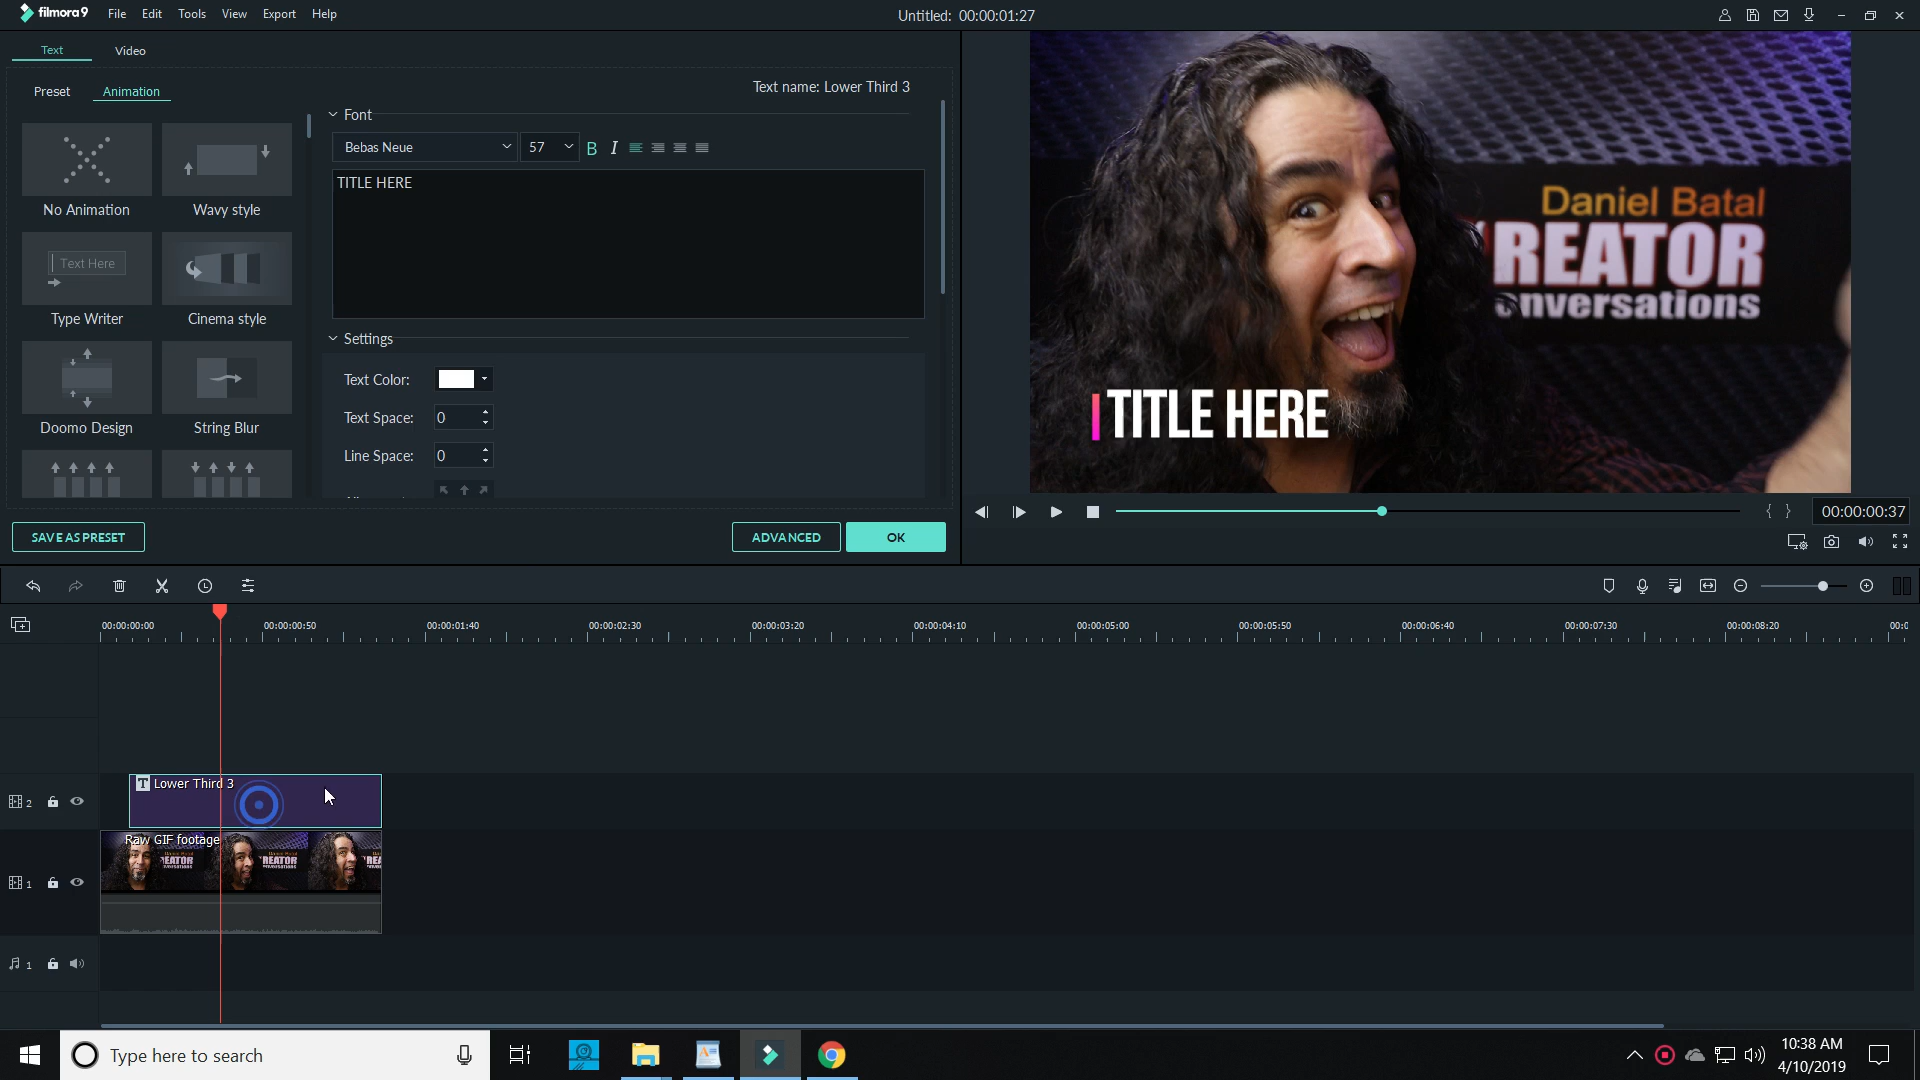 filmora9 File Edit Tools View Export Help Untitled: 00:00:01:27
Text Video
Preset Animation
Text name: Lower Third 3
No Animation Wavy style
Text Here
Type Writer Cinema style
Doomo Design String Blur
Font
Bebas Neue 57 B I
TITLE HERE
Settings
Text Color:
Text Space: 0
Line Space: 0
SAVE AS PRESET ADVANCED OK
Daniel Batal
REATOR
onversations
TITLE HERE
{ } 00:00:00:37
00:00:00:00 00:00:00:50 00:00:01:40 00:00:02:30 00:00:03:20 00:00:04:10 00:00:05:00 00:00:05:50 00:00:06:40 00:00:07:30 00:00:08:20 00:0
2 T Lower Third 3
Raw GIF footage
1
1
Type here to search
10:38 AM
4/10/2019